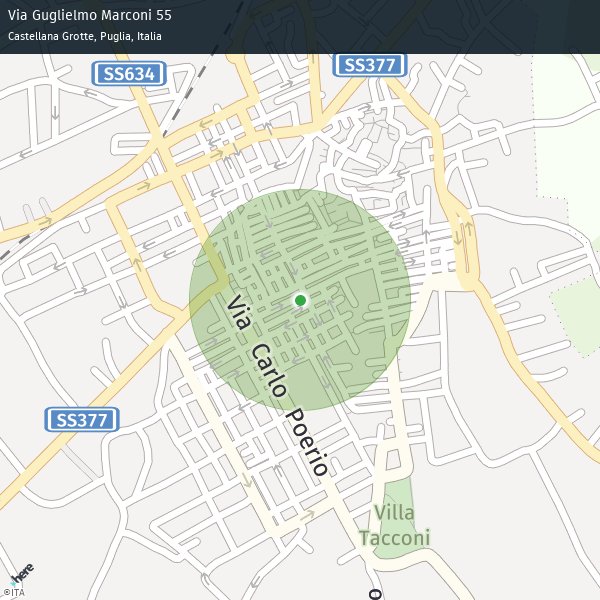 Via Guglielmo Marconi 55
Castellana Grotte, Puglia, Italia
SS634
SS377
Via Carlo Poerio
SS377
Villa
Tacconi
o
here
©ITA